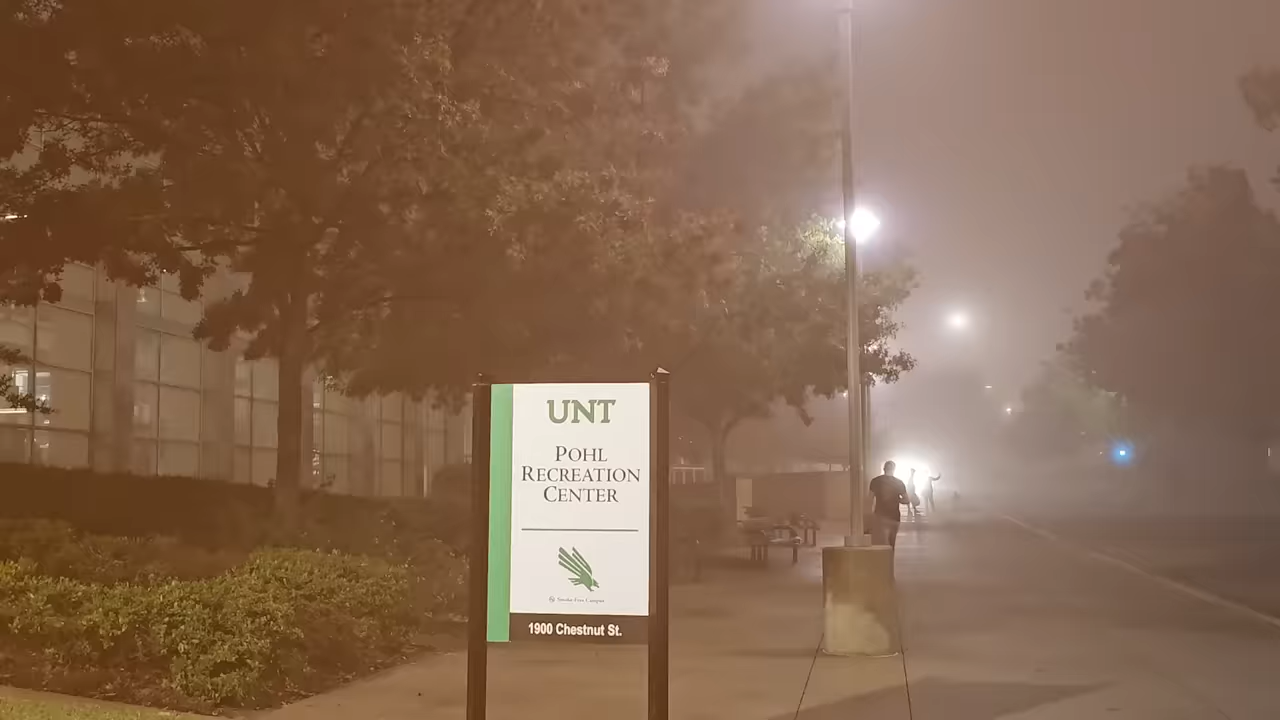 UNT
POHL
RECREATION
CENTER
Smoke Free Campus
1900 Chestnut St.